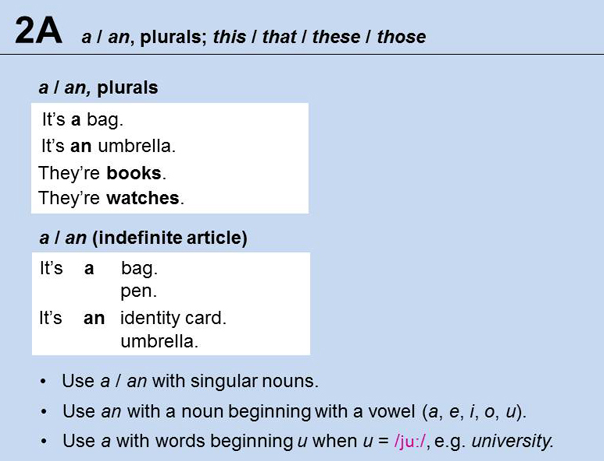 2A a / an, plurals; this / that / these / those
a / an, plurals
It's a bag.
It's an umbrella.
They're books.
They're watches.
a / an (indefinite article)
It's a bag.
pen.
It's an identity card.
umbrella.
• Use a / an with singular nouns.
• Use an with a noun beginning with a vowel (a, e, i, o, u).
• Use a with words beginning u when u = /ju:/, e.g. university.